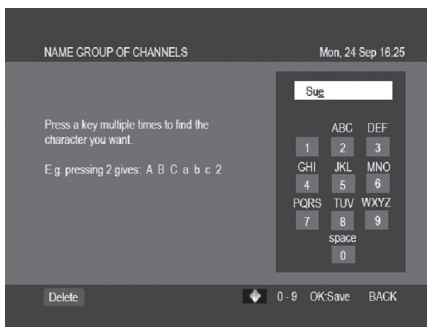 NAME GROUP OF CHANNELS Mon, 24 Sep 16:25
Sue
Press a key multiple times to find the
character you want.
E.g. pressing 2 gives: A B C a b c 2
ABC DEF
1 2 3
GHI JKL MNO
4 5 6
PQRS TUV WXYZ
7 8 9
space
0
Delete 0 - 9 OK:Save BACK